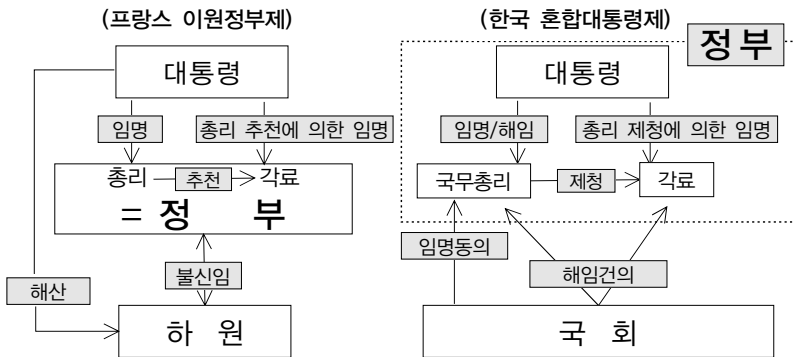 (프랑스 이원정부제)
대통령
임명
총리 추천에 의한 임명
총리 추천 각료
= 정 부
불신임
해산
하 원
(한국 혼합대통령제)
정부
대통령
임명/해임
총리 제청에 의한 임명
국무총리 제청 각료
임명동의
해임건의
국 회